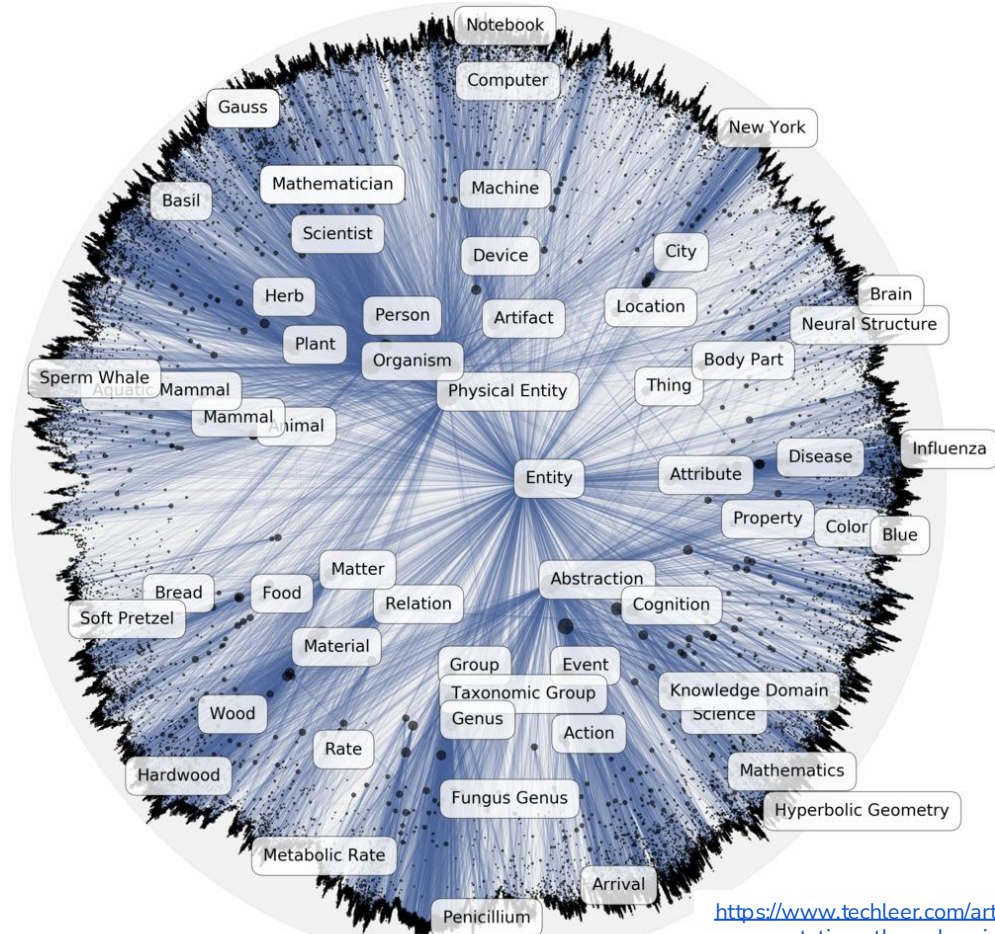 Notebook
Computer
Gauss
New York
Mathematician
Machine
Basil
Scientist
City
Device
Herb
Brain
Person
Location
Artifact
Neural Structure
Plant
Organism
Body Part
Sperm Whale
Thing
Aquatic Mammal
Physical Entity
Mammal
Animal
Influenza
Disease
Attribute
Entity
Property
Color
Blue
Matter
Abstraction
Bread
Food
Relation
Cognition
Soft Pretzel
Material
Group
Event
Taxonomic Group
Knowledge Domain
Wood
Genus
Science
Action
Rate
Hardwood
Mathematics
Fungus Genus
Hyperbolic Geometry
Metabolic Rate
Arrival
Penicillium
https://www.techleer.com/art